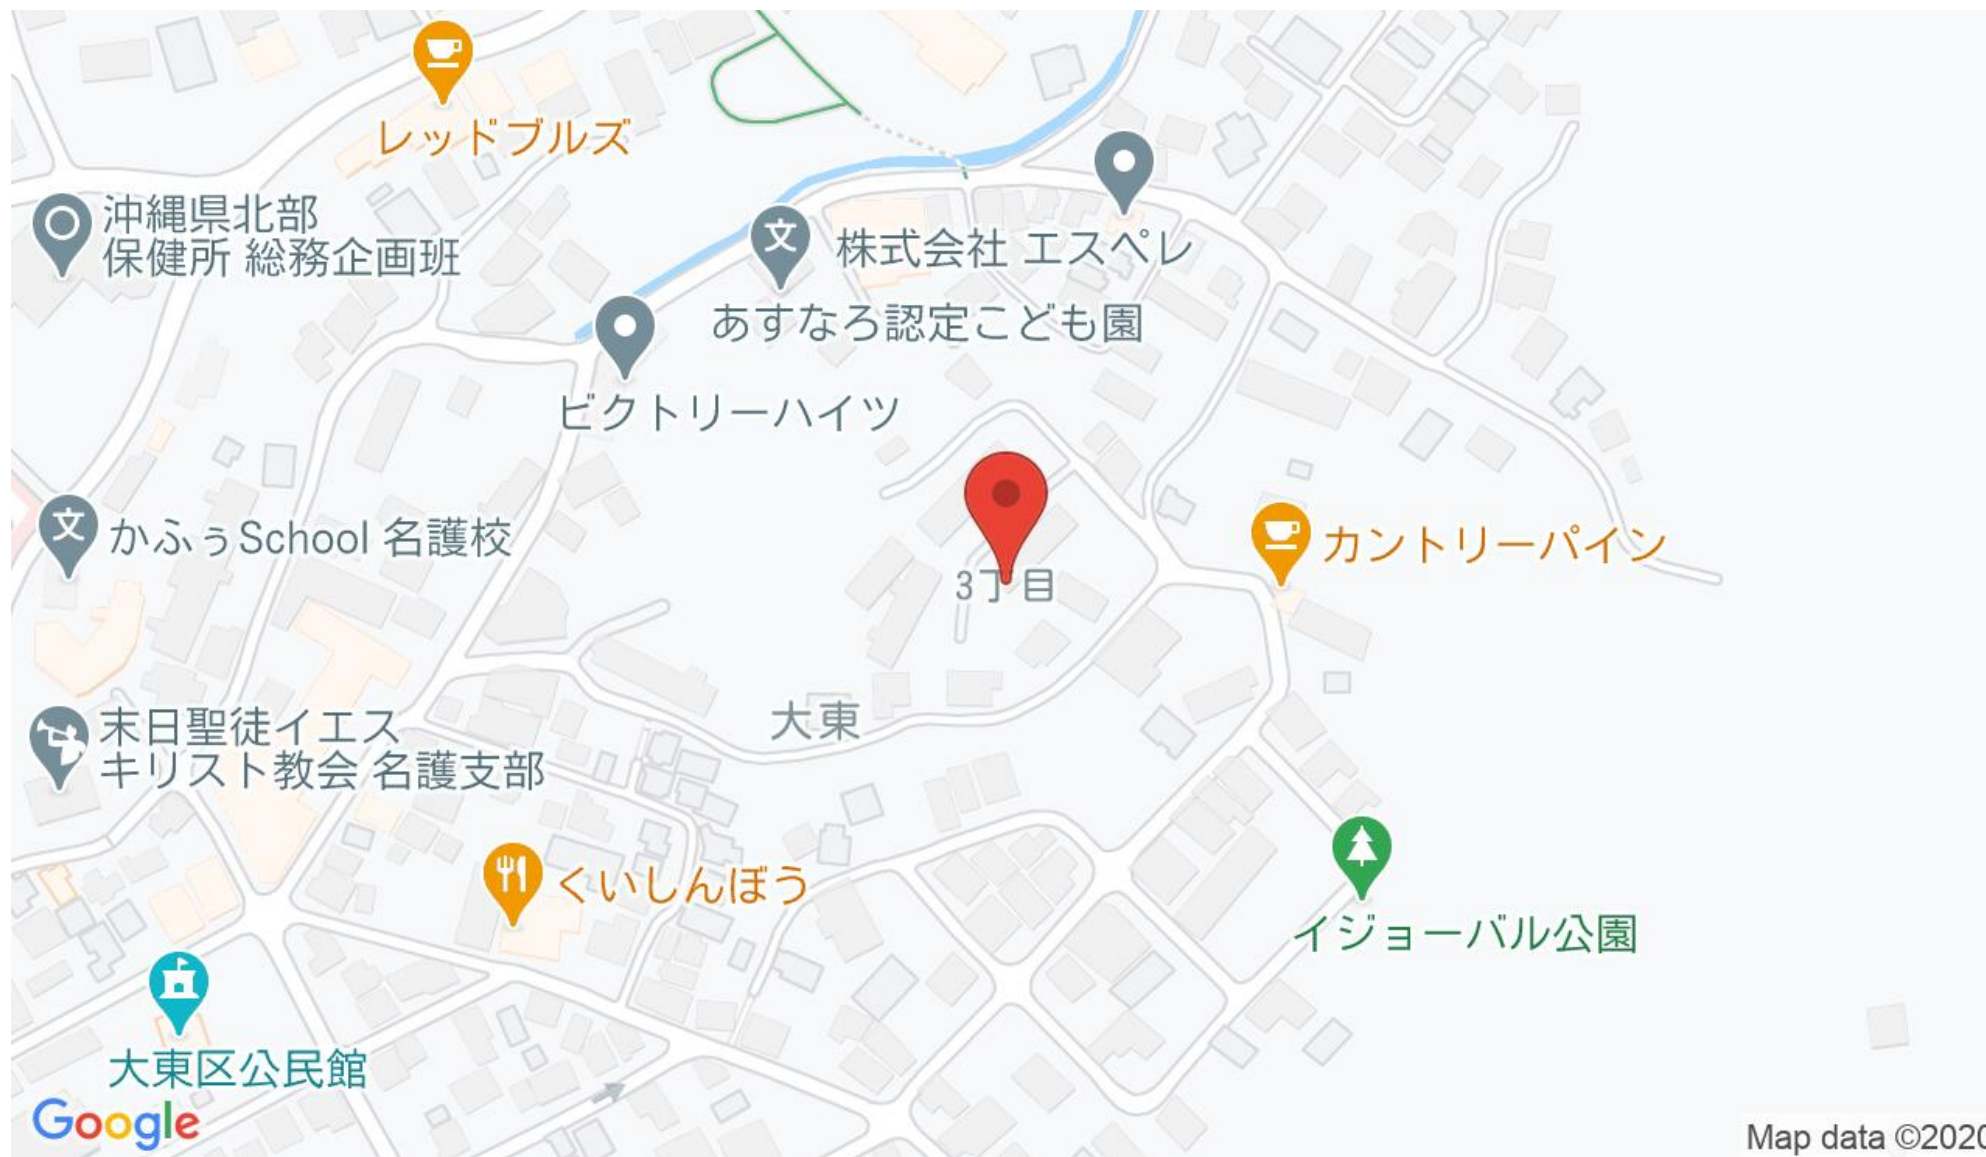 レッドブルズ
沖縄県北部
保健所 総務企画班
文
株式会社 エスペレ
あすなろ認定こども園
ビクトリーハイツ
文
かふぅSchool 名護校
カントリーパイン
3丁目
大東
末日聖徒イエス
キリスト教会 名護支部
くいしんぼう
イジョーバル公園
大東区公民館
Google
Map data ©2020